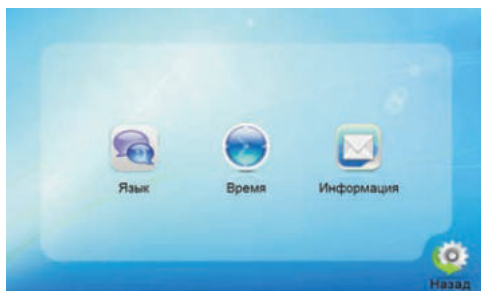 Язык Время Информация
Назад